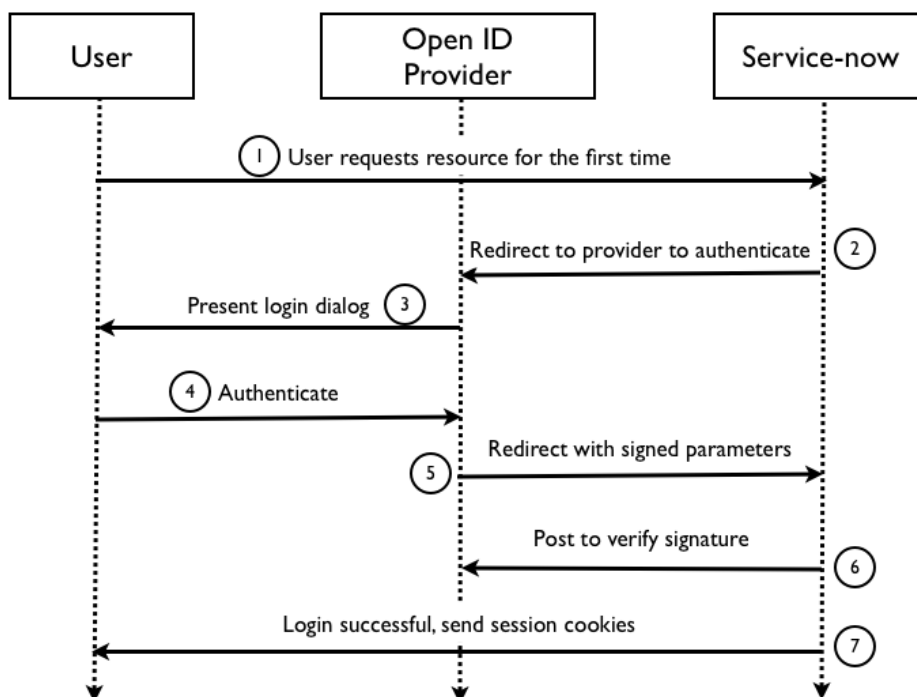 User
Open ID
Provider
Service-now
1 User requests resource for the first time
Redirect to provider to authenticate 2
Present login dialog 3
4 Authenticate
Redirect with signed parameters
5
Post to verify signature
6
Login successful, send session cookies
7